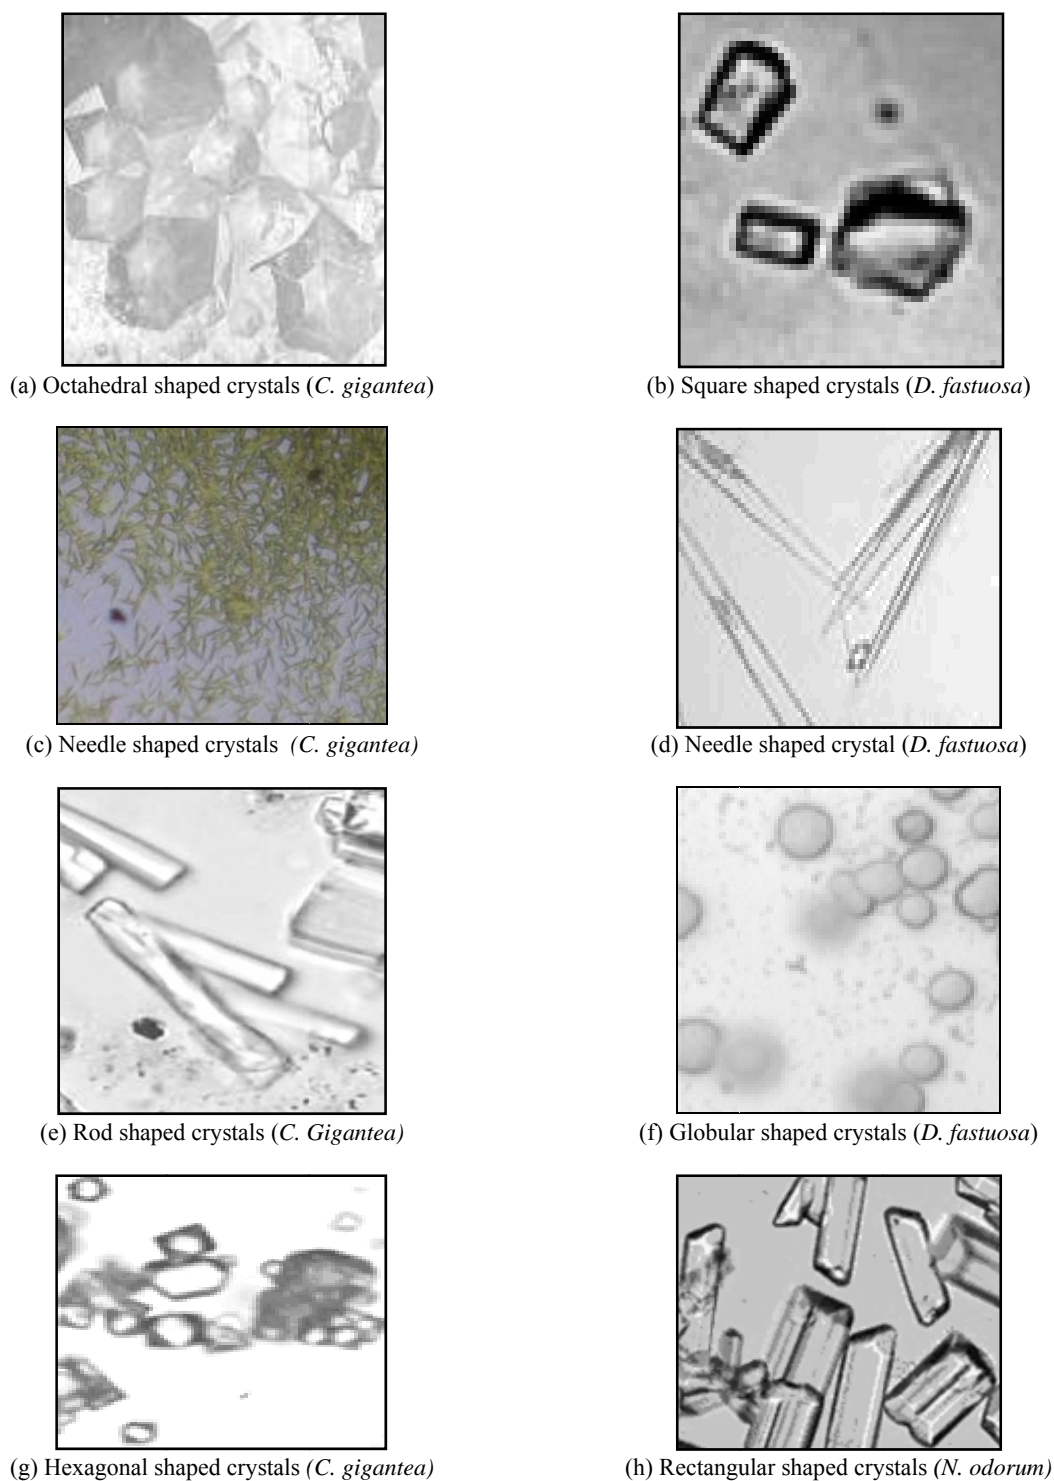 (a) Octahedral shaped crystals (C. gigantea)
(b) Square shaped crystals (D. fastuosa)
(c) Needle shaped crystals (C. gigantea)
(d) Needle shaped crystal (D. fastuosa)
(e) Rod shaped crystals (C. Gigantea)
(f) Globular shaped crystals (D. fastuosa)
(g) Hexagonal shaped crystals (C. gigantea)
(h) Rectangular shaped crystals (N. odorum)